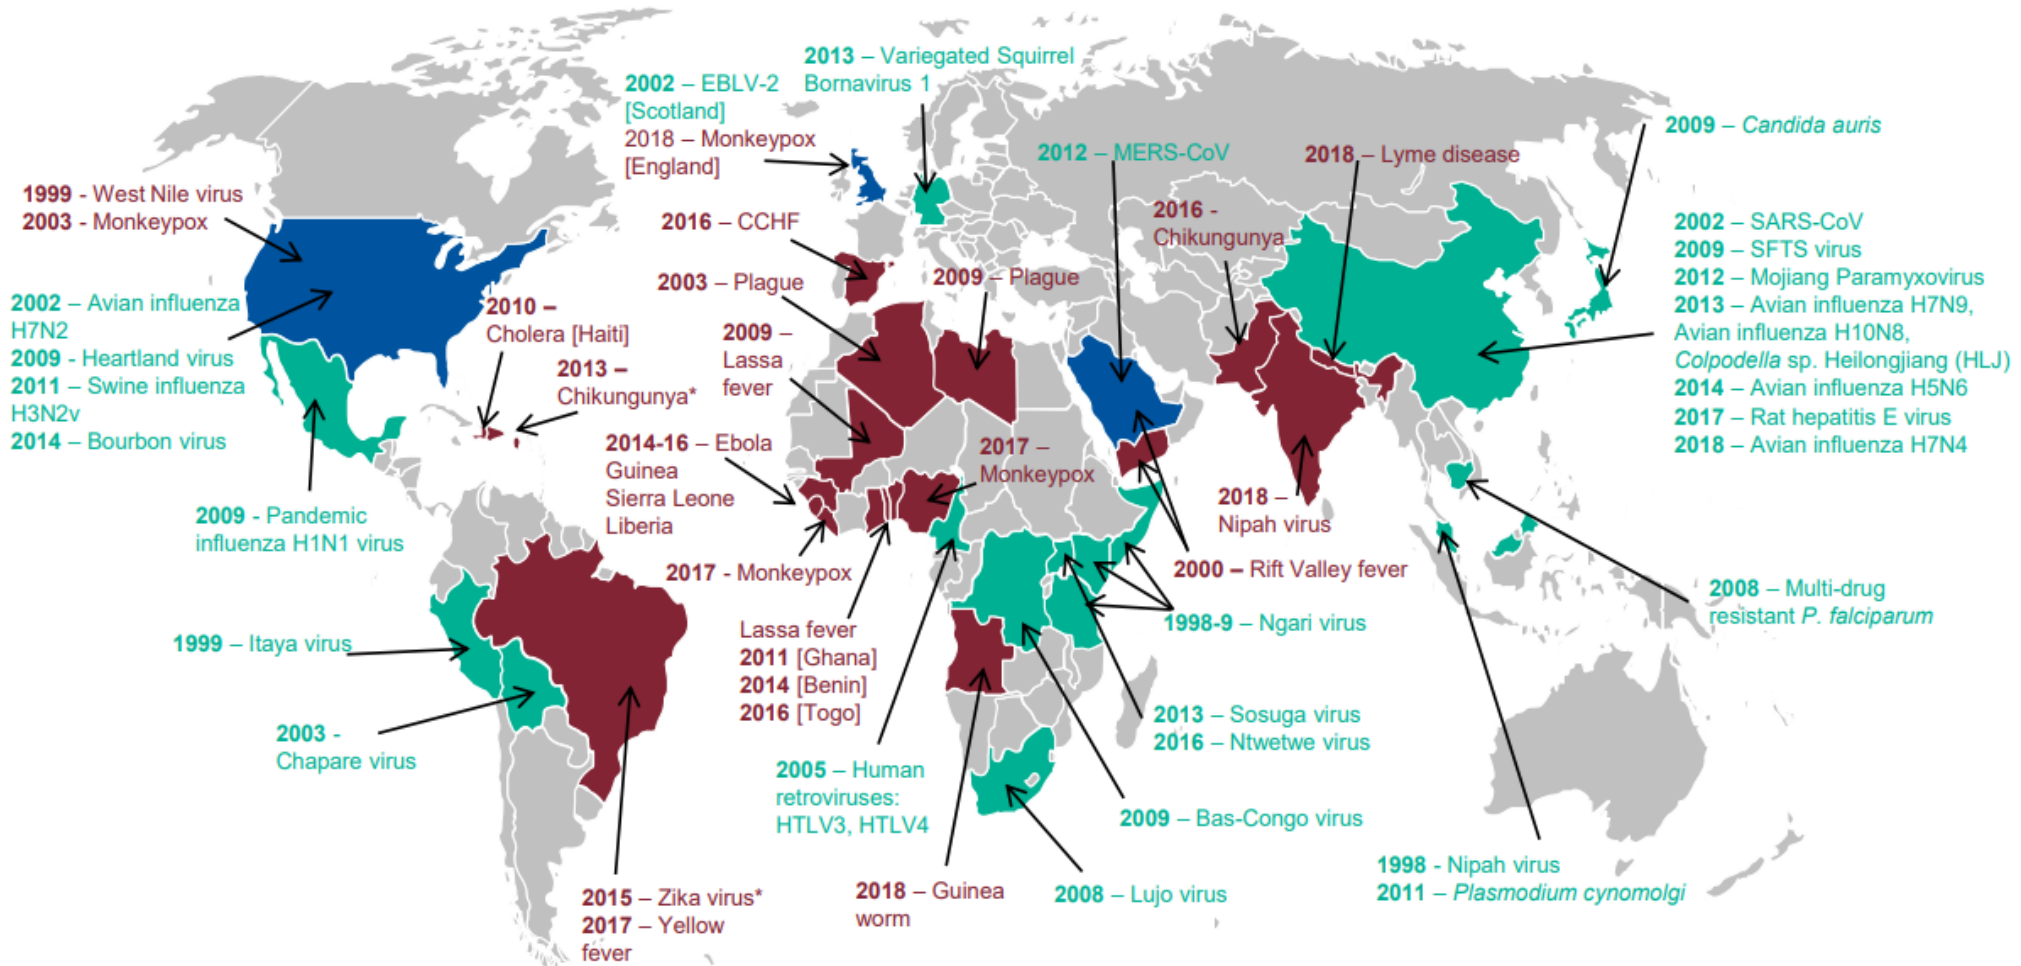 2013 – Variegated Squirrel
Bornavirus 1
2002 – EBLV-2
[Scotland]
2018 – Monkeypox
[England]
2009 – Candida auris
2012 – MERS-CoV
2018 – Lyme disease
1999 - West Nile virus
2003 - Monkeypox
2016 – CCHF
2016 -
Chikungunya
2002 – SARS-CoV
2009 – SFTS virus
2012 – Mojiang Paramyxovirus
2013 – Avian influenza H7N9,
Avian influenza H10N8,
Colpodella sp. Heilongjiang (HLJ)
2014 – Avian influenza H5N6
2017 – Rat hepatitis E virus
2018 – Avian influenza H7N4
2003 – Plague
2009 – Plague
2002 – Avian influenza
H7N2
2009 - Heartland virus
2011 – Swine influenza
H3N2v
2014 – Bourbon virus
2010 –
Cholera [Haiti]
2013 –
Chikungunya*
2009 –
Lassa
fever
2014-16 – Ebola
Guinea
Sierra Leone
Liberia
2017 –
Monkeypox
2018 –
Nipah virus
2009 - Pandemic
influenza H1N1 virus
2017 - Monkeypox
2000 – Rift Valley fever
2008 – Multi-drug
resistant P. falciparum
1998-9 – Ngari virus
1999 – Itaya virus
Lassa fever
2011 [Ghana]
2014 [Benin]
2016 [Togo]
2013 – Sosuga virus
2016 – Ntwetwe virus
2003 -
Chapare virus
2005 – Human
retroviruses:
HTLV3, HTLV4
2009 – Bas-Congo virus
2015 – Zika virus*
2017 – Yellow
fever
2018 – Guinea
worm
2008 – Lujo virus
1998 - Nipah virus
2011 – Plasmodium cynomolgi